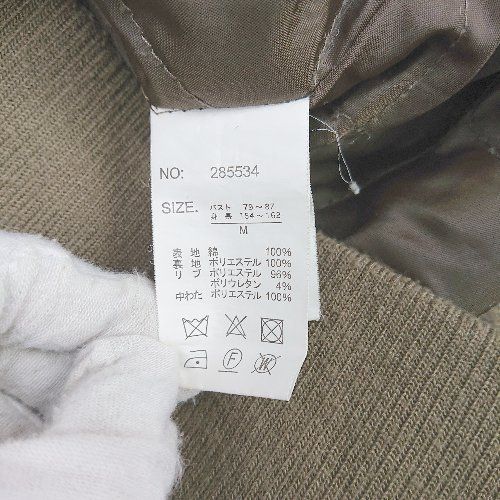 NO: 285534
SIZE. バスト 79~87
身長 154~162
M
表地 綿 100%
裏地 ポリエステル 100%
リブ ポリエステル 96%
ポリウレタン 4%
中わた ポリエステル 100%
F
W